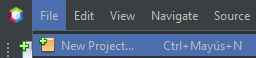 File Edit View Navigate Source
New Project... Ctrl+Mayús+N